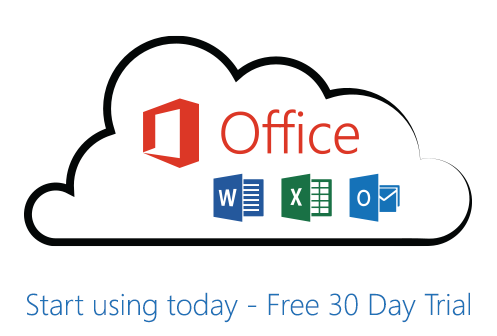 Office
W X O
Start using today - Free 30 Day Trial